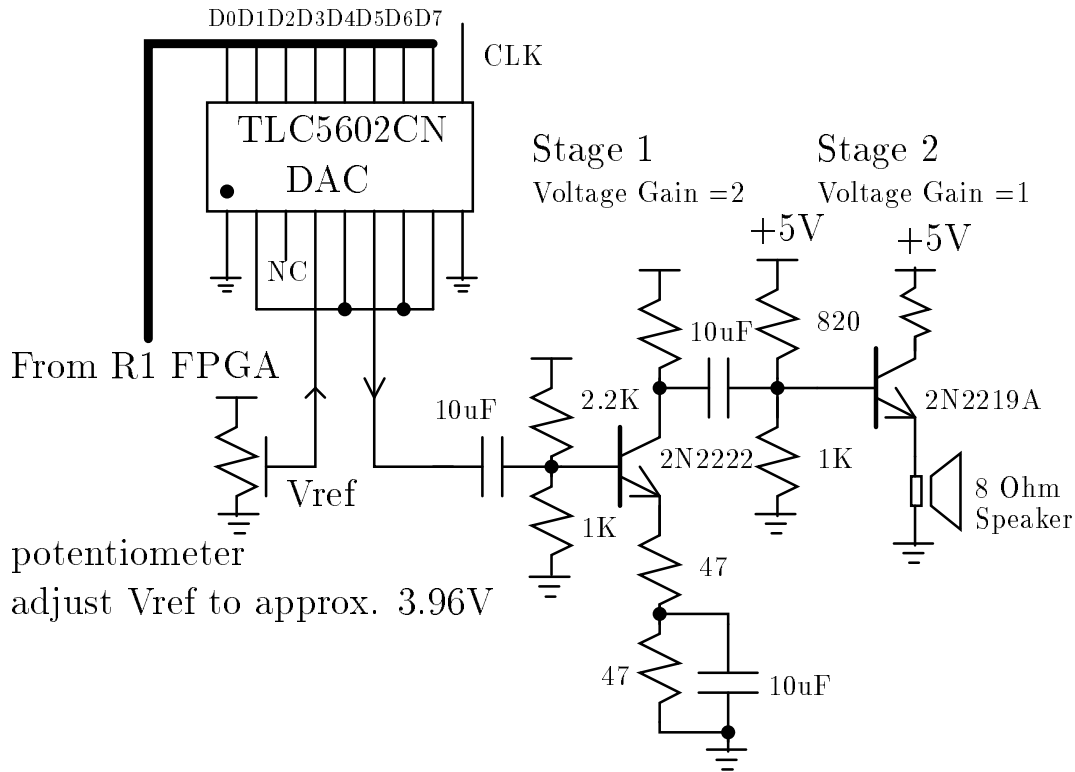 D0D1D2D3D4D5D6D7
CLK
TLC5602CN
DAC
Stage 1
Voltage Gain =2
Stage 2
Voltage Gain =1
+5V
+5V
NC
From R1 FPGA
10uF
820
10uF
2.2K
2N2219A
2N2222
1K
Vref
1K
8 Ohm
Speaker
potentiometer
adjust Vref to approx. 3.96V
47
47
10uF